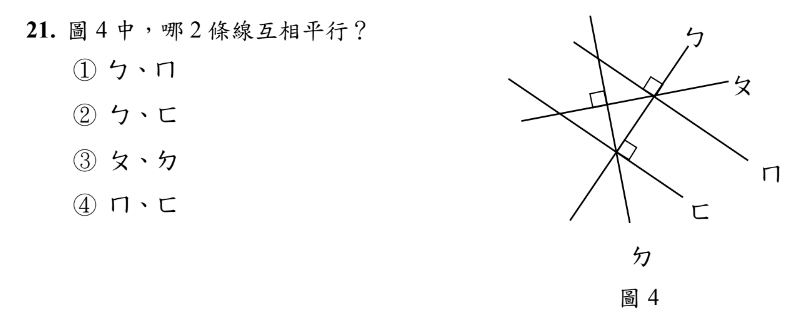 21. 圖 4 中，哪 2 條線互相平行？
① ㄅ、ㄇ
② ㄅ、ㄈ
③ ㄆ、ㄉ
④ ㄇ、ㄈ
ㄅ
ㄆ
ㄇ
ㄈ
ㄉ
圖 4